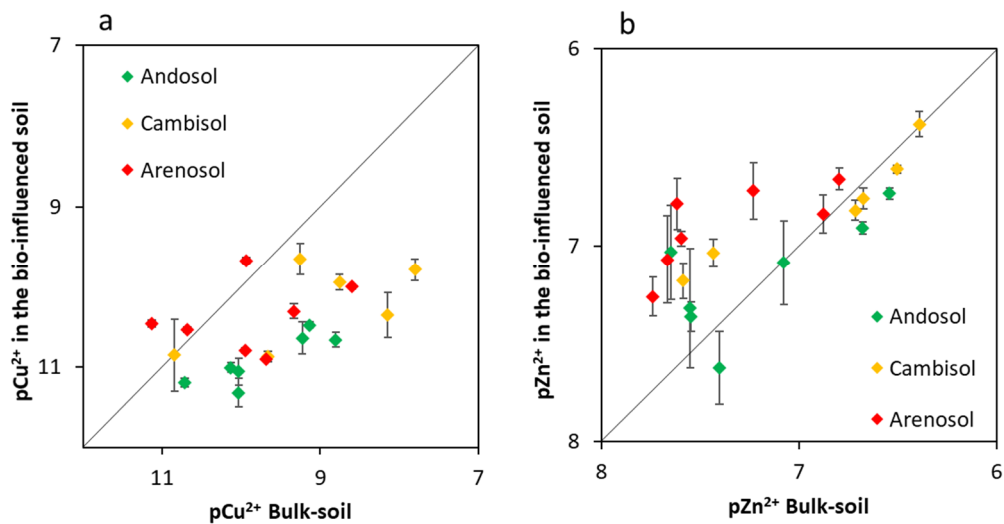 a
7
9
11
11
9
7
Andosol
Cambisol
Arenosol
pCu²⁺ in the bio-influenced soil
pCu²⁺ Bulk-soil
b
6
7
8
8
7
6
Andosol
Cambisol
Arenosol
pZn²⁺ in the bio-influenced soil
pZn²⁺ Bulk-soil